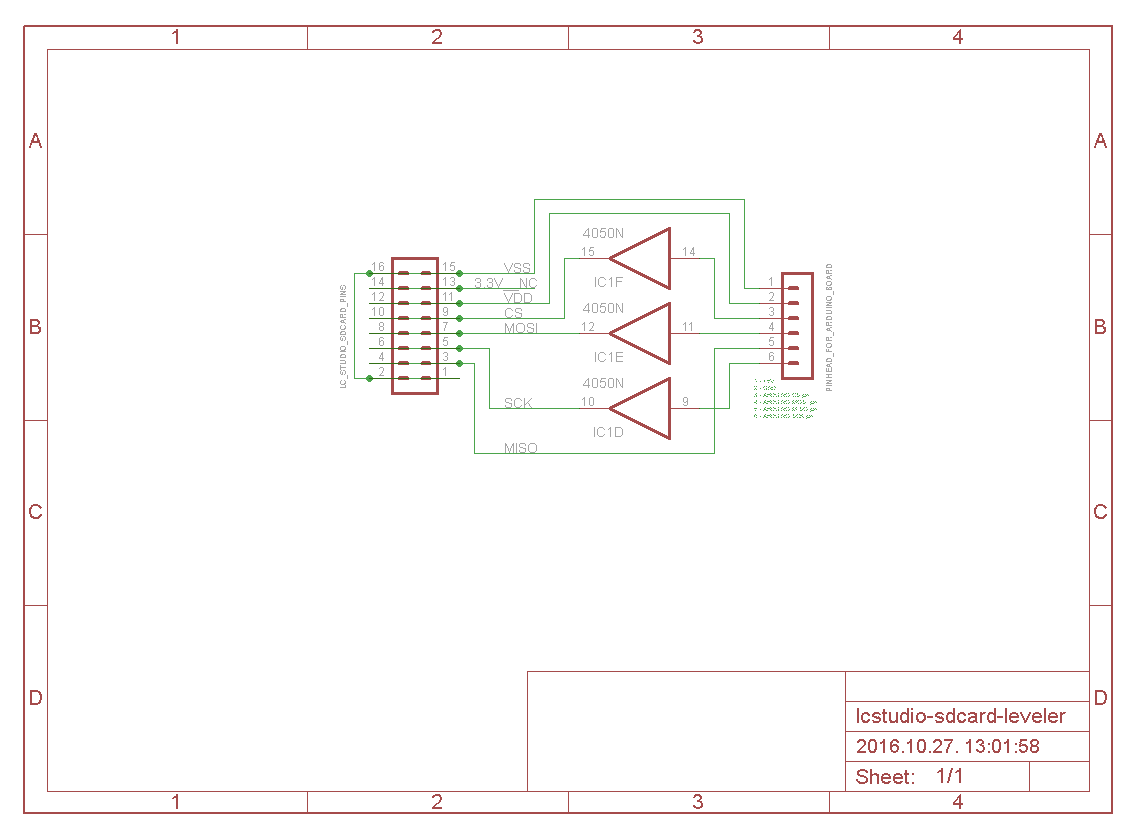 1 2 3 4
A A
4050N
15 14
IC1F
16 15 VSS
14 13 3.3V__NC
12 11 VDD
10 9 CS
8 7 MOSI
6 5
4 3
2 1
LC_STUDIO_SDCARD_PINS
4050N
12 11
IC1E
1
2
3
4
5
6
PINHEAD_FOR_ARDUINO_BOARD
B B
4050N
SCK 10 9
IC1D
MISO
C C
D D
lcstudio-sdcard-leveler
2016.10.27. 13:01:58
Sheet: 1/1
1 2 3 4